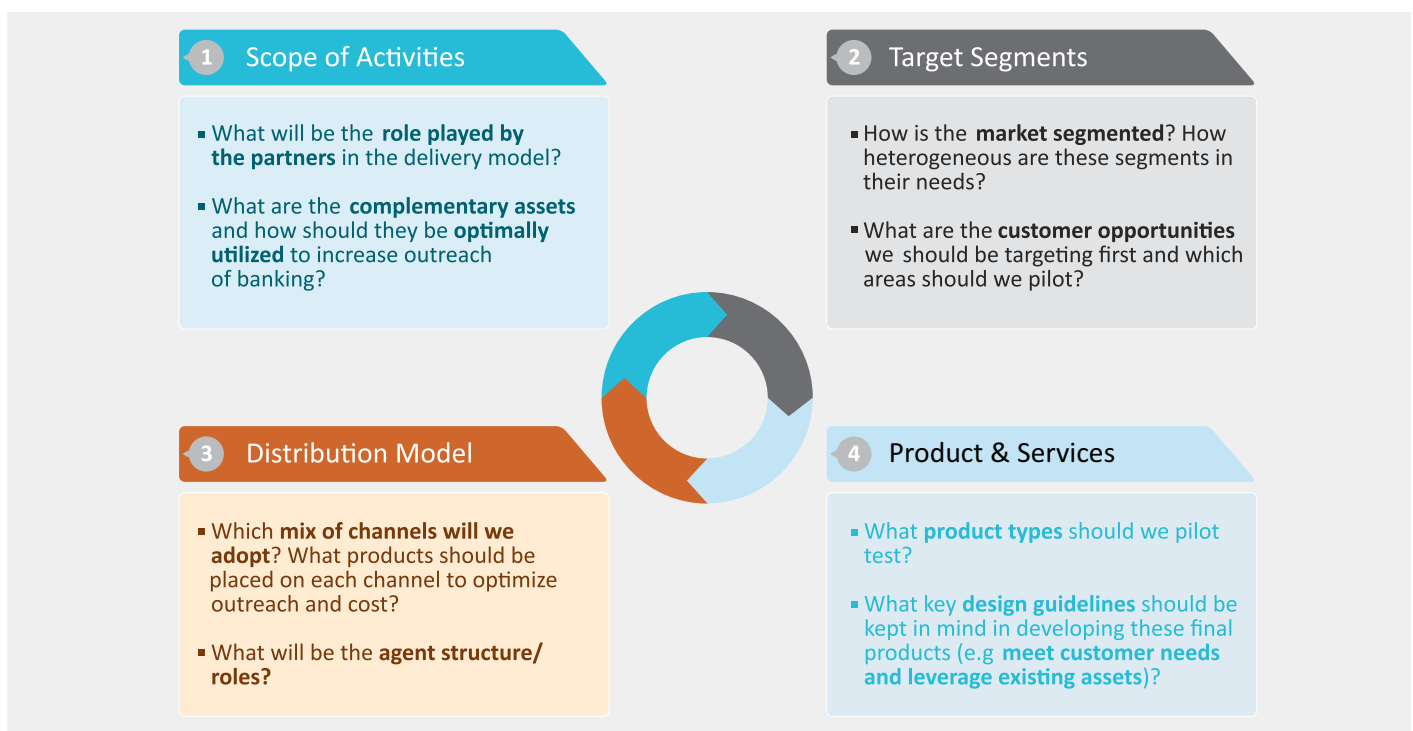 1
Scope of Activities
▪ What will be the role played by
the partners in the delivery model?
▪ What are the complementary assets
and how should they be optimally
utilized to increase outreach
of banking?
2
Target Segments
▪ How is the market segmented? How
heterogeneous are these segments in
their needs?
▪ What are the customer opportunities
we should be targeting first and which
areas should we pilot?
3
Distribution Model
▪ Which mix of channels will we
adopt? What products should be
placed on each channel to optimize
outreach and cost?
▪ What will be the agent structure/
roles?
4
Product & Services
▪ What product types should we pilot
test?
▪ What key design guidelines should be
kept in mind in developing these final
products (e.g meet customer needs
and leverage existing assets)?